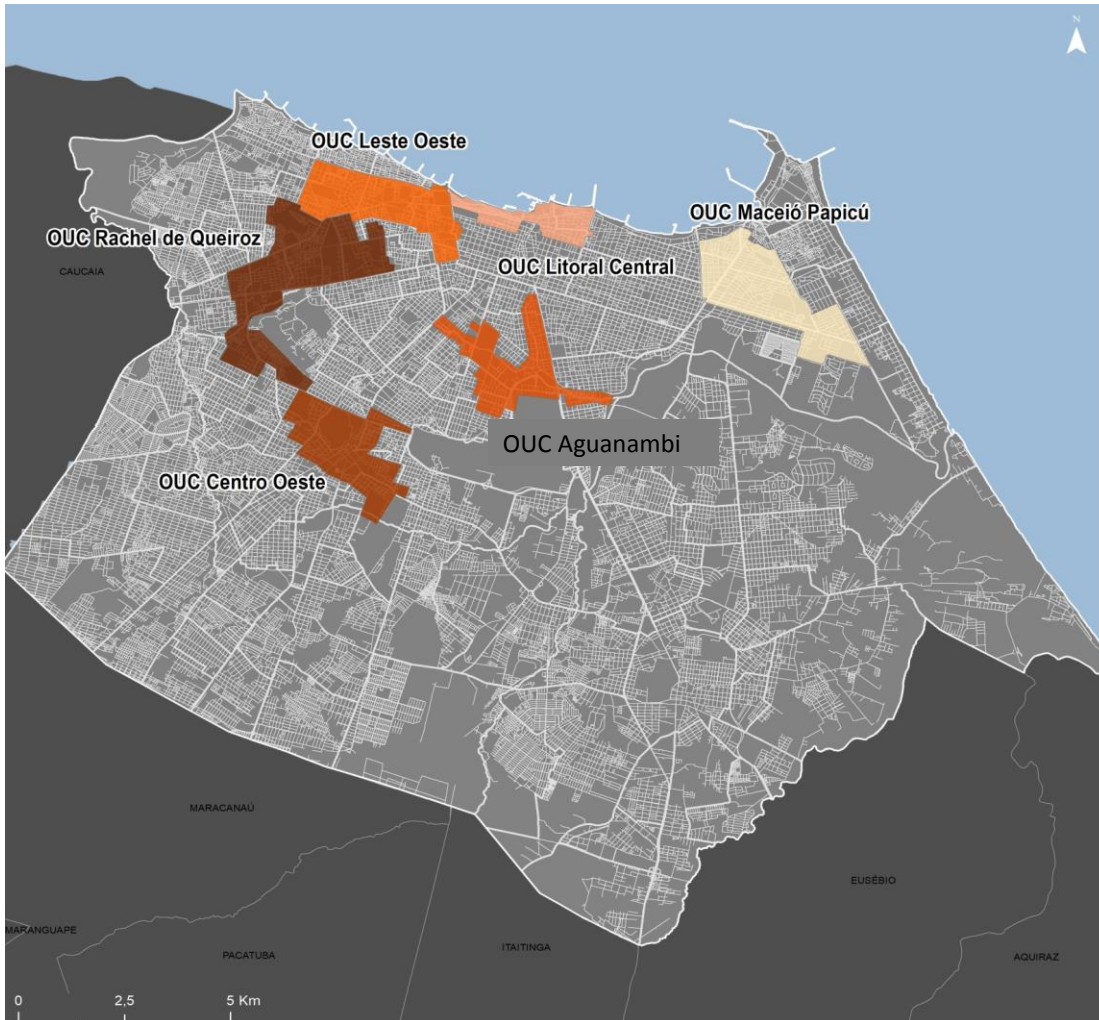 N
OUC Leste Oeste
OUC Maceió Papicú
OUC Rachel de Queiroz
CAUCAIA
OUC Litoral Central
OUC Aguanambi
OUC Centro Oeste
MARACANAÚ
EUSÉBIO
MARANGUAPE
PACATUBA
ITAITINGA
AQUIRAZ
0 2,5 5 Km